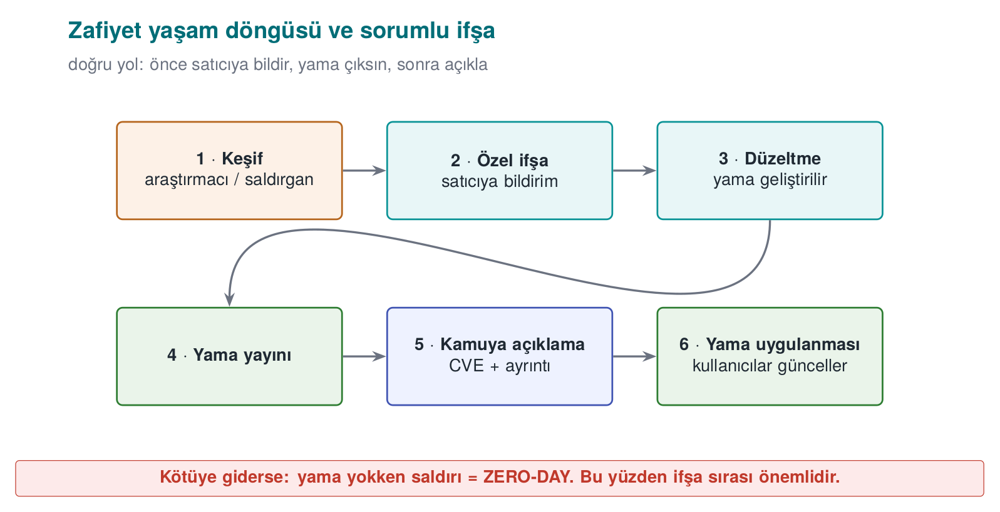 Zafiyet yaşam döngüsü ve sorumlu ifşa
doğru yol: önce satıcıya bildir, yama çıksın, sonra açıkla
1 · Keşif
araştırmacı / saldırgan
2 · Özel ifşa
satıcıya bildirim
3 · Düzeltme
yama geliştirilir
4 · Yama yayını
5 · Kamuya açıklama
CVE + ayrıntı
6 · Yama uygulanması
kullanıcılar günceller
Kötüye giderse: yama yokken saldırı = ZERO-DAY. Bu yüzden ifşa sırası önemlidir.